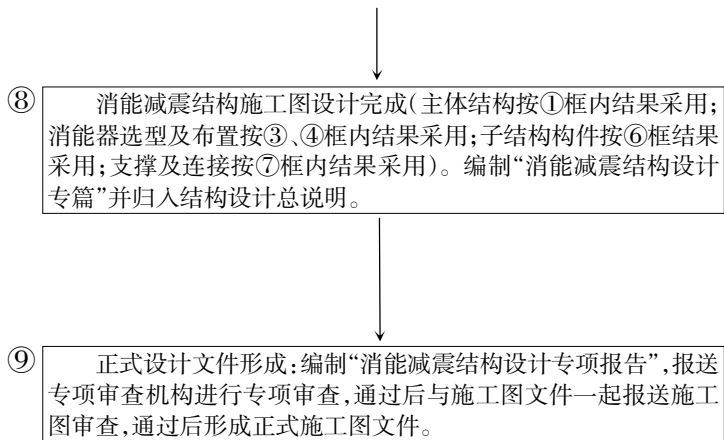 ⑧
消能减震结构施工图设计完成(主体结构按①框内结果采用;
消能器选型及布置按③、④框内结果采用;子结构构件按⑥框结果
采用;支撑及连接按⑦框内结果采用)。编制“消能减震结构设计
专篇”并归入结构设计总说明。
⑨
正式设计文件形成:编制“消能减震结构设计专项报告”,报送
专项审查机构进行专项审查,通过后与施工图文件一起报送施工
图审查,通过后形成正式施工图文件。